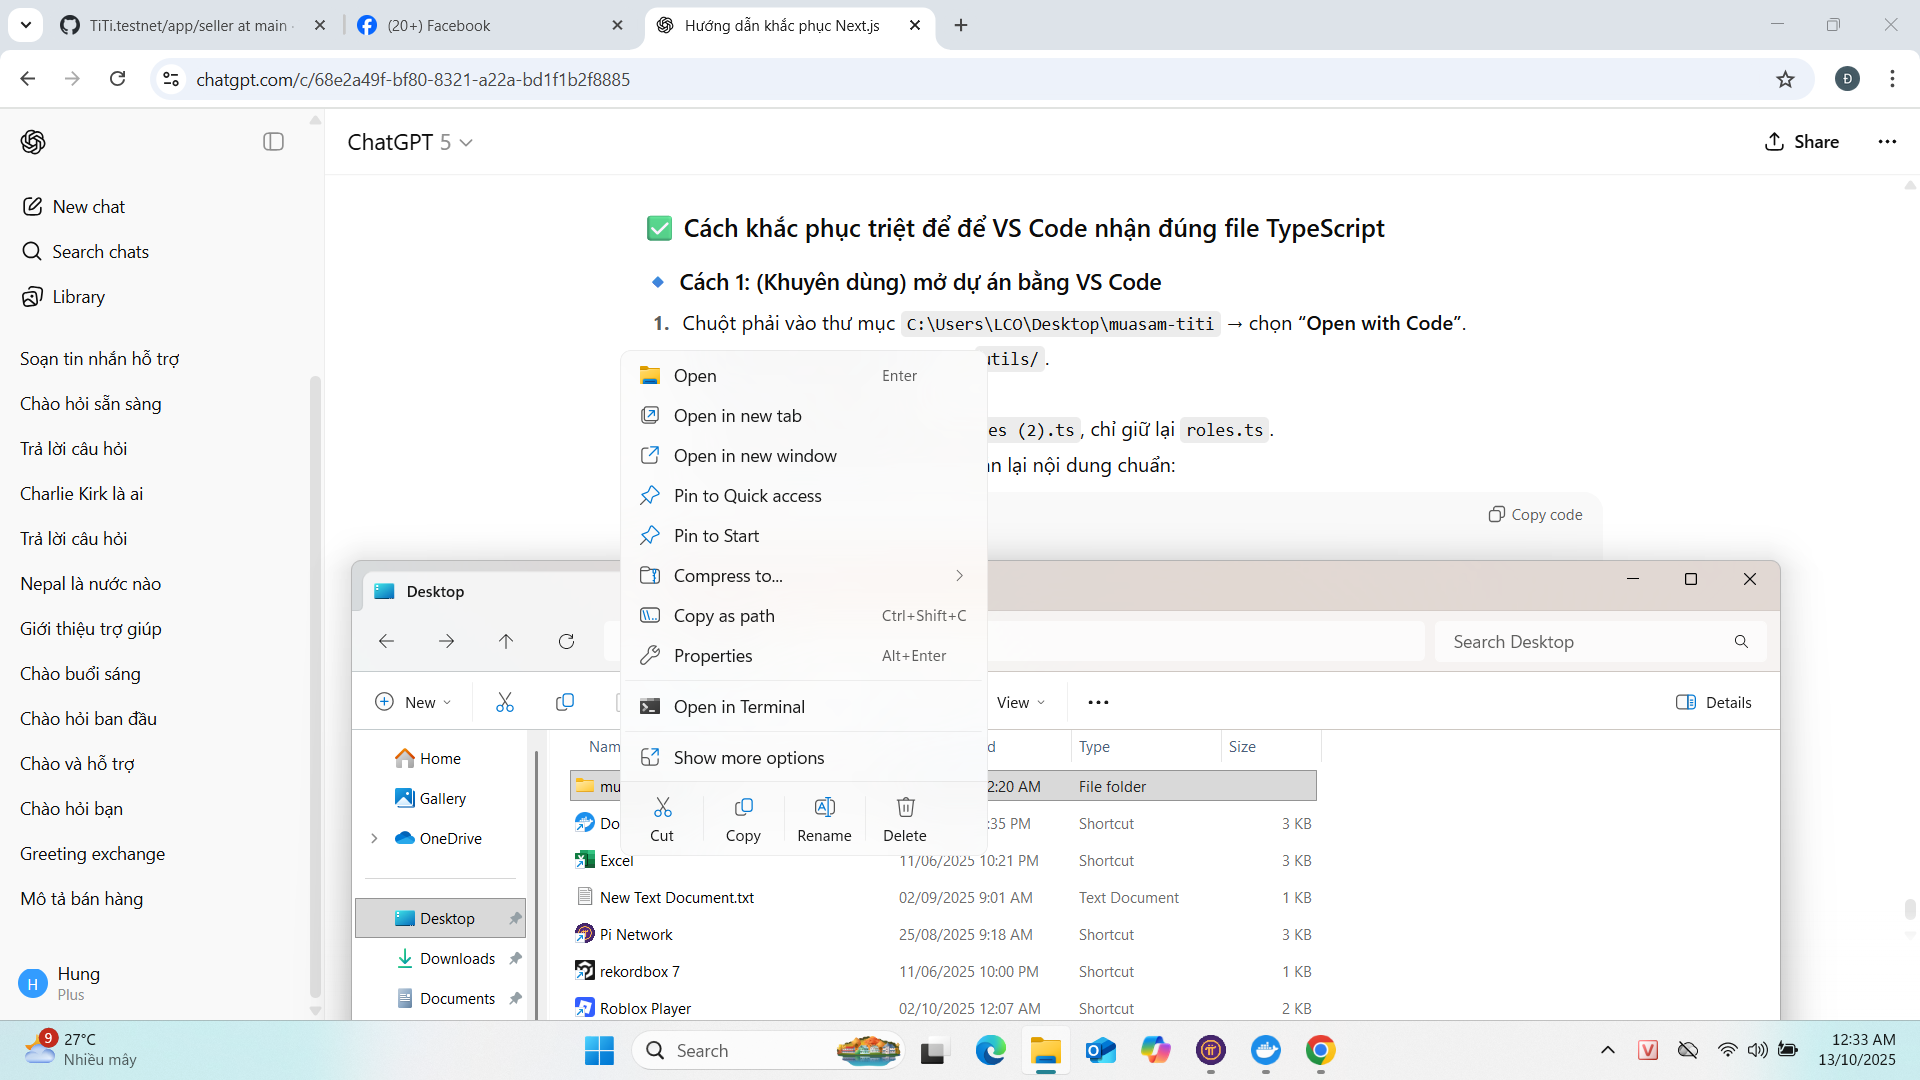 TiTi.testnet/app/seller at main
(20+) Facebook
Hướng dẫn khắc phục Next.js
chatgpt.com/c/68e2a49f-bf80-8321-a22a-bd1f1b2f8885
Đ
ChatGPT 5
Share
New chat
Search chats
Library
Soạn tin nhắn hỗ trợ
Chào hỏi sẵn sàng
Trả lời câu hỏi
Charlie Kirk là ai
Trả lời câu hỏi
Nepal là nước nào
Giới thiệu trợ giúp
Chào buổi sáng
Chào hỏi ban đầu
Chào và hỗ trợ
Chào hỏi bạn
Greeting exchange
Mô tả bán hàng
H
Hung
Plus
Cách khắc phục triệt để để VS Code nhận đúng file TypeScript
Cách 1: (Khuyên dùng) mở dự án bằng VS Code
1. Chuột phải vào thư mục C:\Users\LCO\Desktop\muasam-titi → chọn “Open with Code”.
utils/.
es (2).ts, chỉ giữ lại roles.ts.
n lại nội dung chuẩn:
Copy code
Open Enter
Open in new tab
Open in new window
Pin to Quick access
Pin to Start
Compress to...
Copy as path Ctrl+Shift+C
Properties Alt+Enter
Open in Terminal
Show more options
Cut Copy Rename Delete
Desktop
Search Desktop
New
View
Details
Home
Gallery
OneDrive
Desktop
Downloads
Documents
Nam d Type Size
mu 2:20 AM File folder
Do :35 PM Shortcut 3 KB
Excel 11/06/2025 10:21 PM Shortcut 3 KB
New Text Document.txt 02/09/2025 9:01 AM Text Document 1 KB
Pi Network 25/08/2025 9:18 AM Shortcut 3 KB
rekordbox 7 11/06/2025 10:00 PM Shortcut 1 KB
Roblox Player 02/10/2025 12:07 AM Shortcut 2 KB
9
27°C
Nhiều mây
Search
V
12:33 AM
13/10/2025